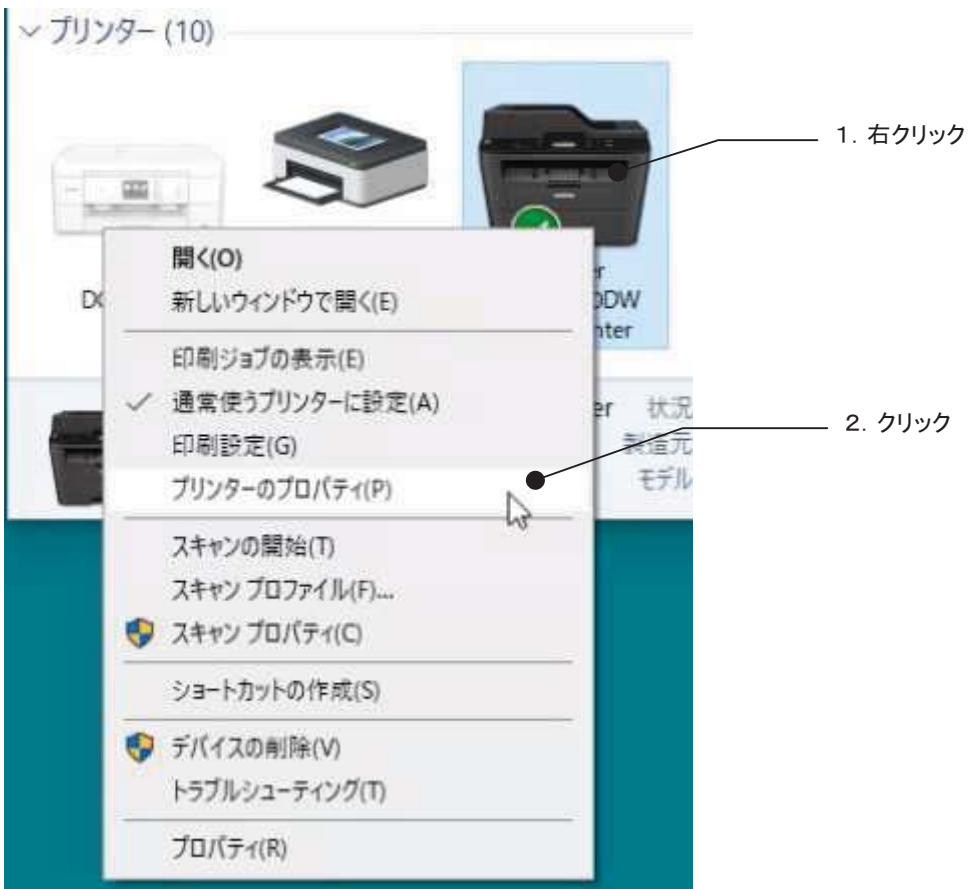 プリンター (10)
1．右クリック
開く(O)
新しいウィンドウで開く(E)
印刷ジョブの表示(E)
通常使うプリンターに設定(A)
状況
2．クリック
印刷設定(G)
製造元
プリンターのプロパティ(P)
モデル
スキャンの開始(T)
スキャン プロファイル(F)...
スキャン プロパティ(C)
ショートカットの作成(S)
デバイスの削除(V)
トラブルシューティング(T)
プロパティ(R)